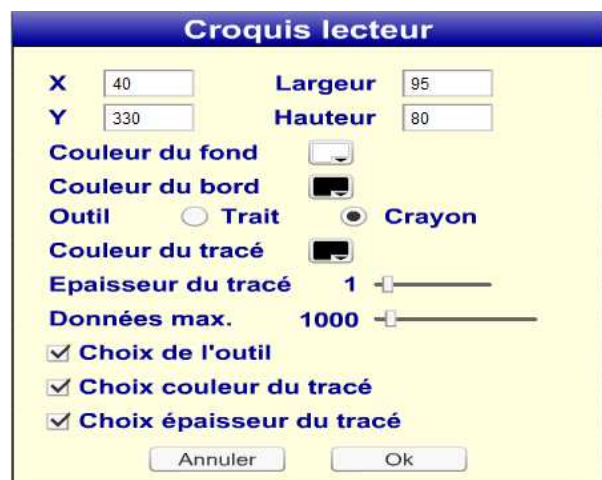 Croquis lecteur
X 40 Largeur 95
Y 330 Hauteur 80
Couleur du fond
Couleur du bord
Outil Trait Crayon
Couleur du tracé
Epaisseur du tracé 1
Données max. 1000
Choix de l'outil
Choix couleur du tracé
Choix épaisseur du tracé
Annuler Ok